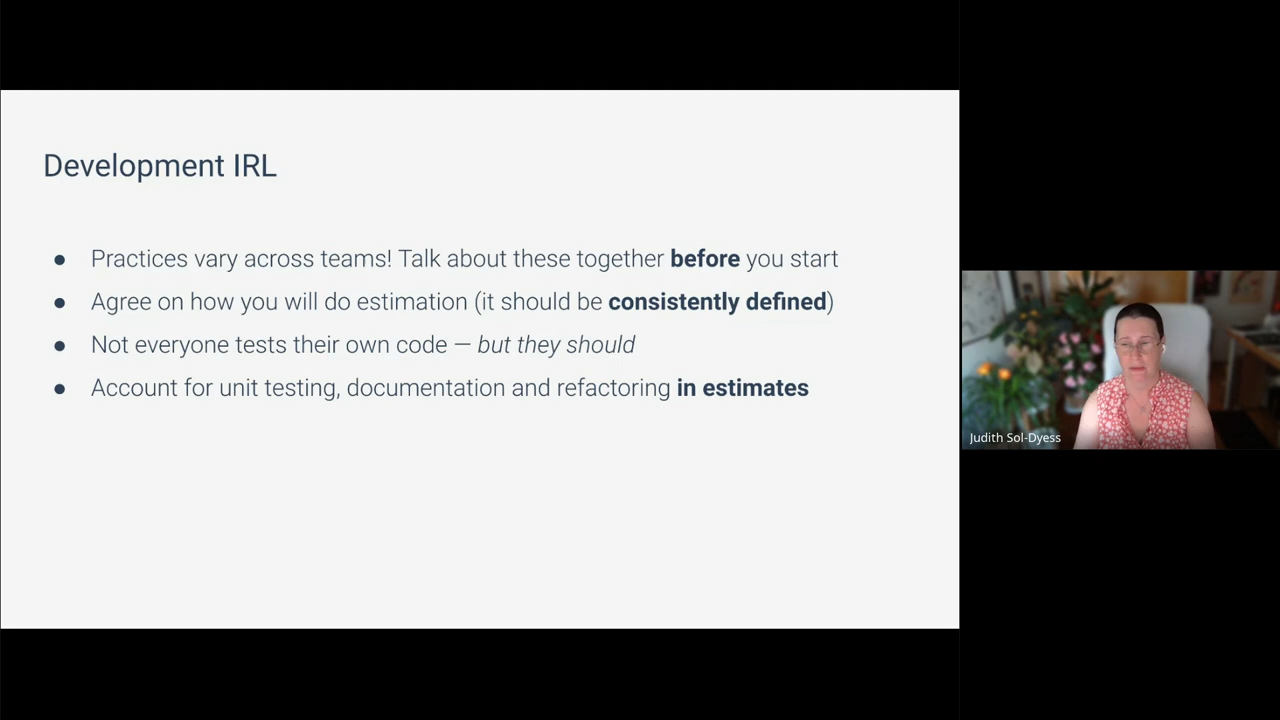 Development IRL
● Practices vary across teams! Talk about these together before you start
● Agree on how you will do estimation (it should be consistently defined)
● Not everyone tests their own code — but they should
● Account for unit testing, documentation and refactoring in estimates
Judith Sol-Dyess